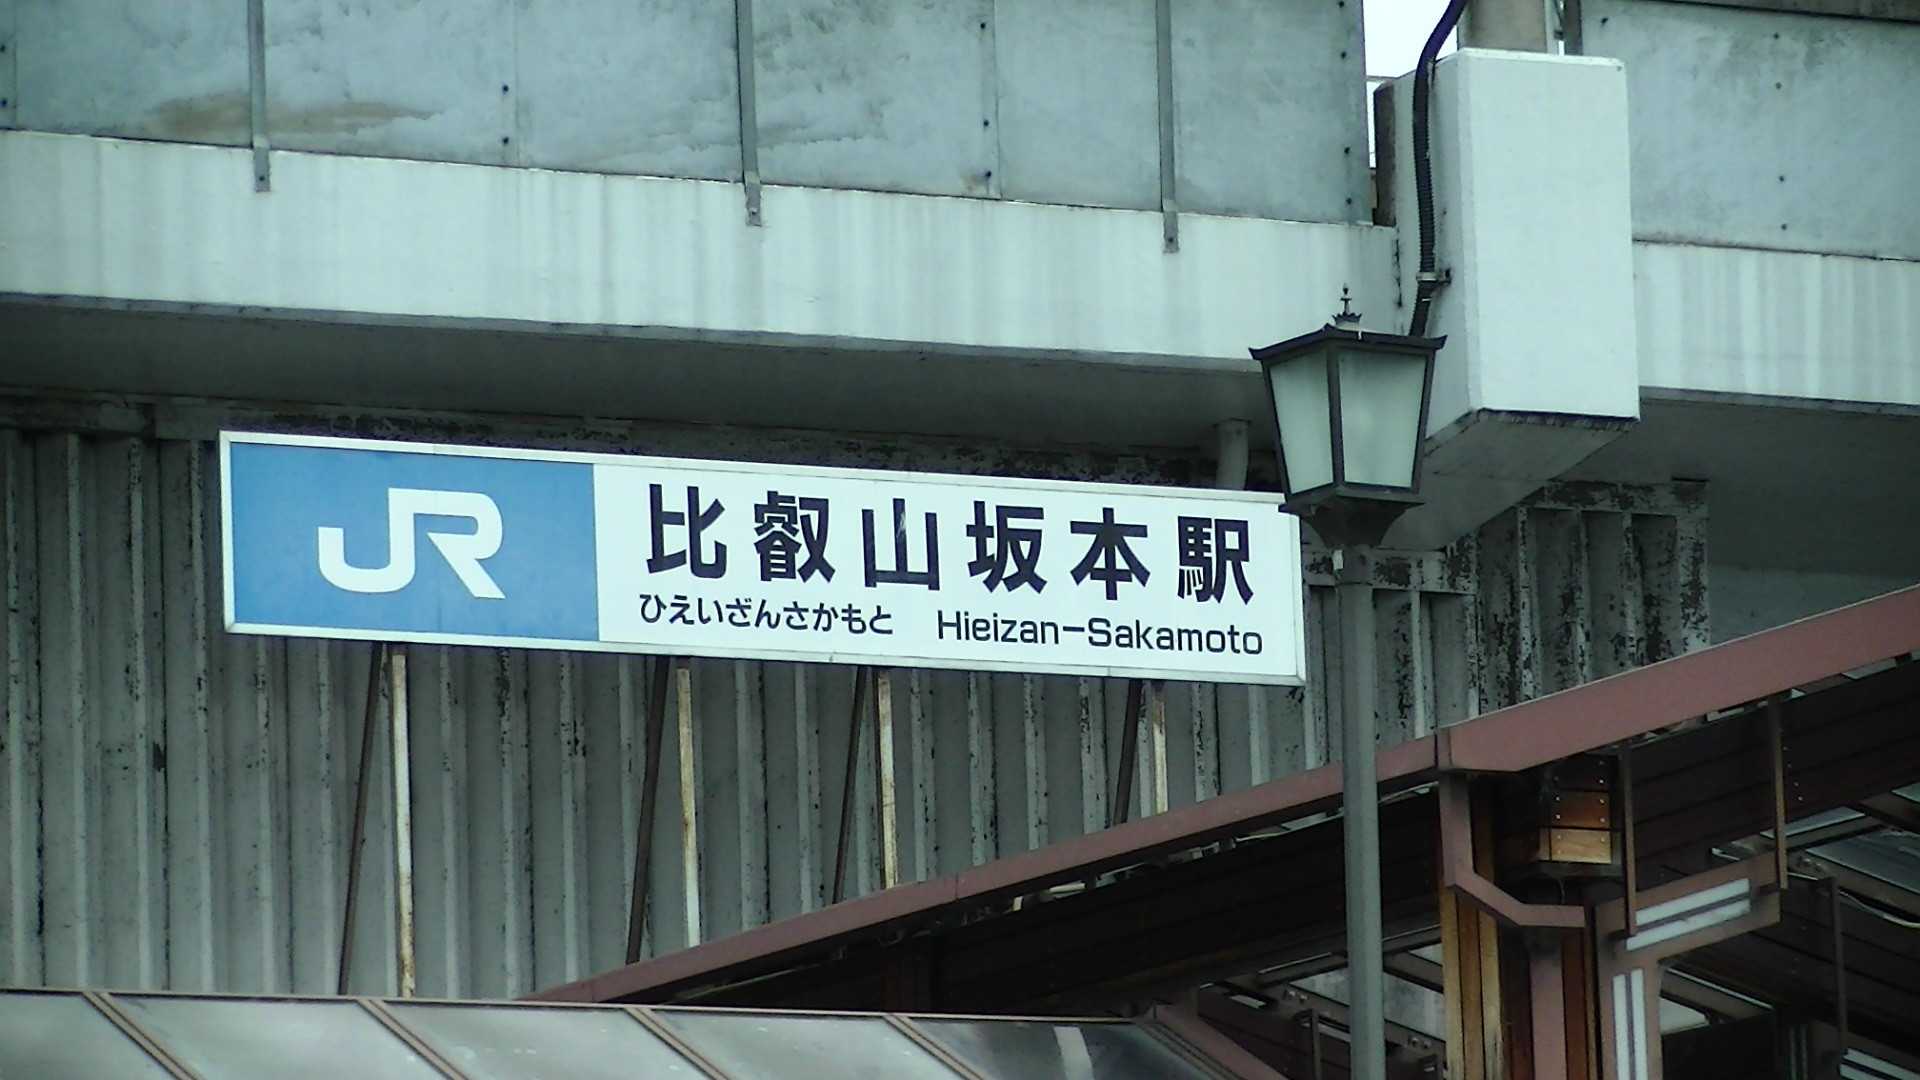 JR
比叡山坂本駅
ひえいざんさかもと Hieizan-Sakamoto